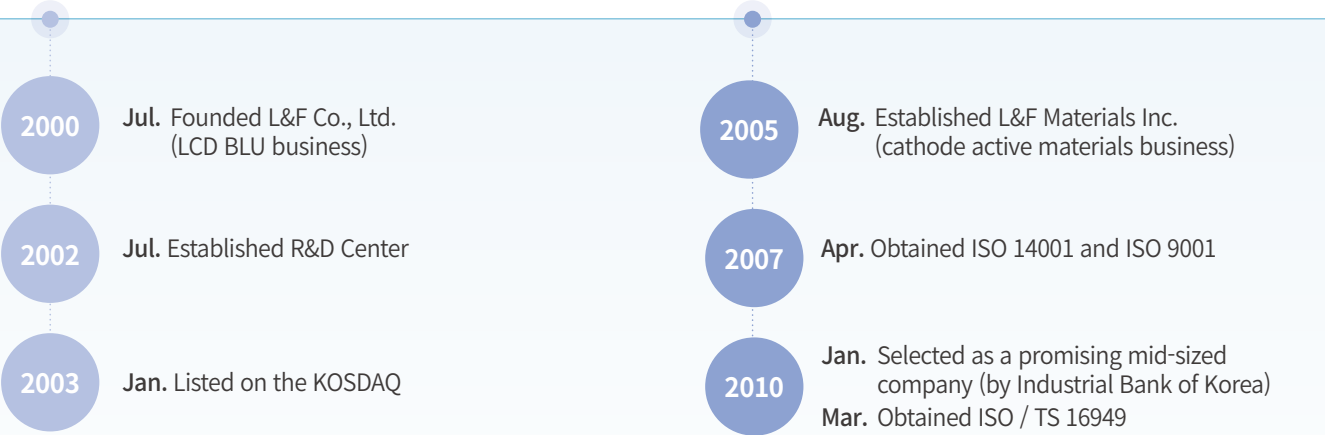 2000
Jul. Founded L&F Co., Ltd.
(LCD BLU business)
2002
Jul. Established R&D Center
2003
Jan. Listed on the KOSDAQ
2005
Aug. Established L&F Materials Inc.
(cathode active materials business)
2007
Apr. Obtained ISO 14001 and ISO 9001
2010
Jan. Selected as a promising mid-sized
company (by Industrial Bank of Korea)
Mar. Obtained ISO / TS 16949